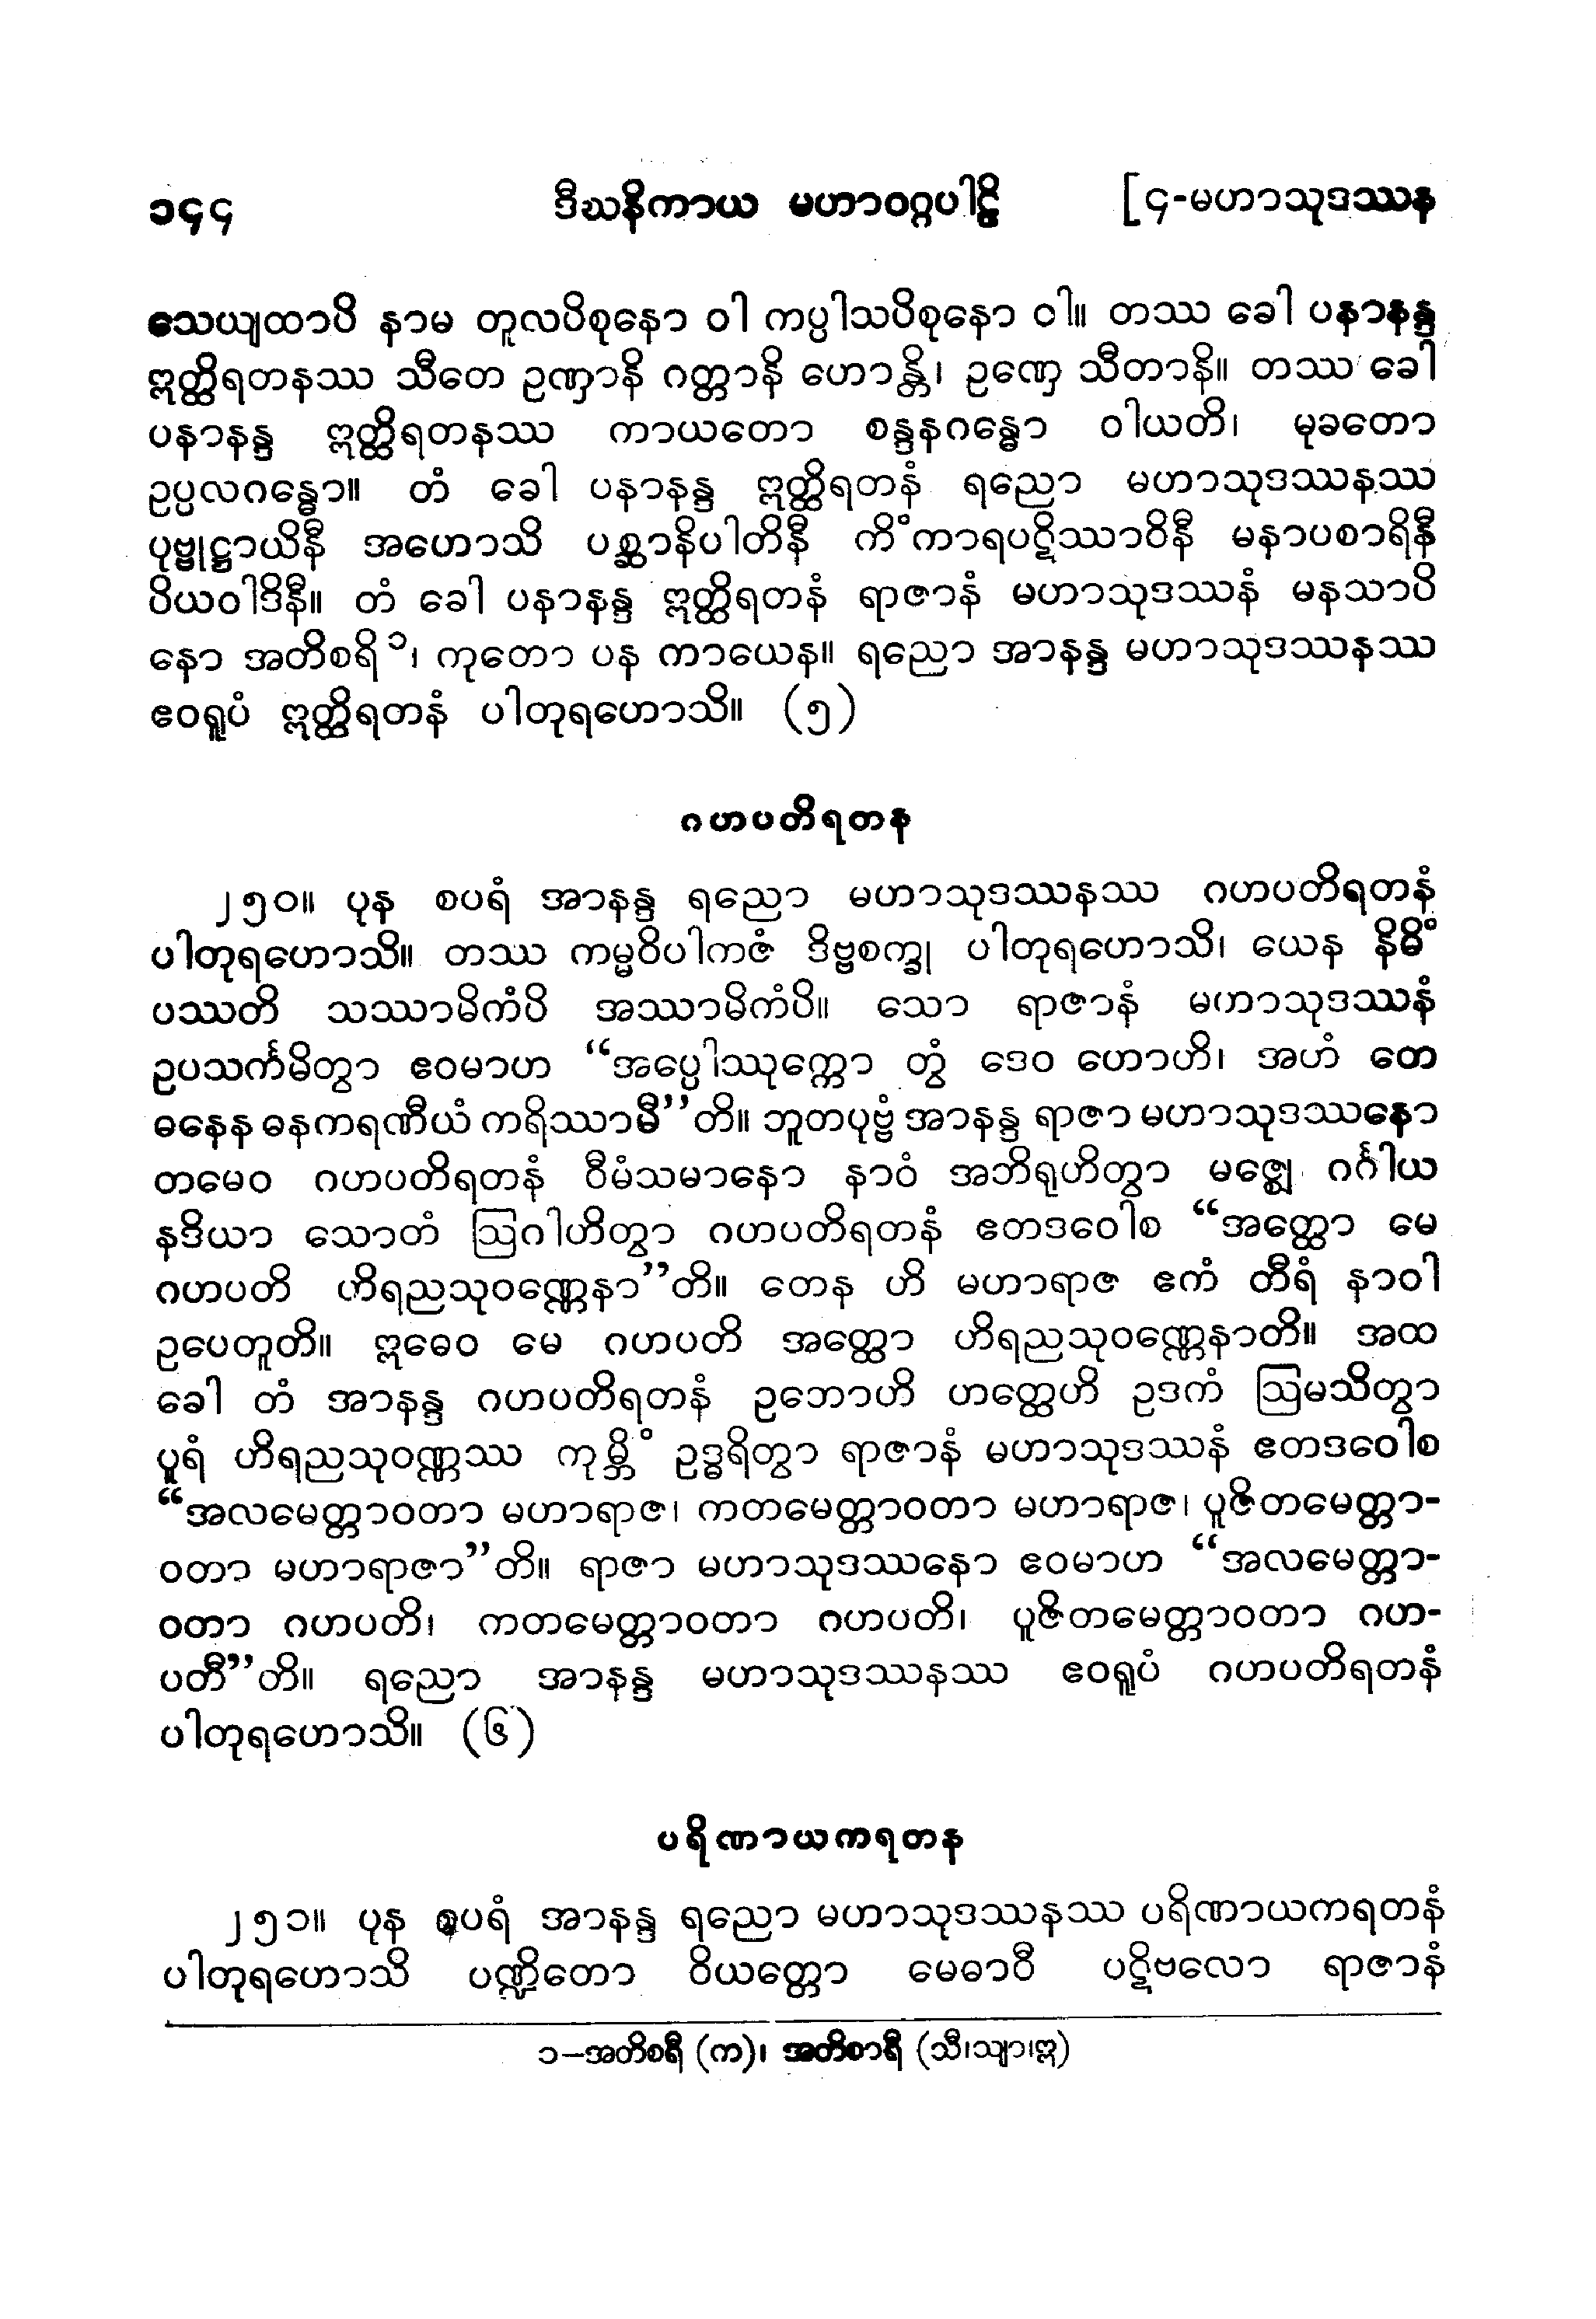 ၁၄၄ ဒီဃနိကာယ မဟာဝဂ္ဂပါဠိ [၄-မဟာသုဒဿန
သေယျထာပိ နာမ တူလပိစုနော ဝါ ကပ္ပါသပိစုနော ဝါ။ တဿ ခေါ ပနာနန္ဒ
ဣတ္ထိရတနဿ သီတေ ဥဏှာနိ ဂတ္တာနိ ဟောန္တိ၊ ဥဏှေ သီတာနိ။ တဿ ခေါ
ပနာနန္ဒ ဣတ္ထိရတနဿ ကာယတော စန္ဒနဂန္ဓော ဝါယတိ၊ မုခတော
ဥပ္ပလဂန္ဓော။ တံ ခေါ ပနာနန္ဒ ဣတ္ထိရတနံ ရညော မဟာသုဒဿနဿ
ပုဗ္ဗုဋ္ဌာယိနီ အဟောသိ ပစ္ဆာနိပါတိနီ ကိံကာရပဋိဿာဝိနီ မနာပစာရိနီ
ပိယဝါဒိနီ။ တံ ခေါ ပနာနန္ဒ ဣတ္ထိရတနံ ရာဇာနံ မဟာသုဒဿနံ မနသာပိ
နော အတိစရိ၁၊ ကုတော ပန ကာယေန။ ရညော အာနန္ဒ မဟာသုဒဿနဿ
ဧဝရူပံ ဣတ္ထိရတနံ ပါတုရဟောသိ။ (၅)
ဂဟပတိရတန
၂၅၀။ ပုန စပရံ အာနန္ဒ ရညော မဟာသုဒဿနဿ ဂဟပတိရတနံ
ပါတုရဟောသိ။ တဿ ကမ္မဝိပါကဇံ ဒိဗ္ဗစက္ခု ပါတုရဟောသိ၊ ယေန နိဓိံ
ပဿတိ သဿာမိကံပိ အဿာမိကံပိ။ သော ရာဇာနံ မဟာသုဒဿနံ
ဥပသင်္ကမိတွာ ဧဝမာဟ “အပ္ပေါဿုက္ကော တွံ ဒေဝ ဟောဟိ၊ အဟံ တေ
ဓနေန ဓနကရဏီယံ ကရိဿာမီ”တိ။ ဘူတပုဗ္ဗံ အာနန္ဒ ရာဇာ မဟာသုဒဿနော
တမေဝ ဂဟပတိရတနံ ဝီမံသမာနော နာဝံ အဘိရုဟိတွာ မဇ္ဈေ ဂင်္ဂါယ
နဒိယာ သောတံ ဩဂါဟိတွာ ဂဟပတိရတနံ ဧတဒဝေါစ “အတ္ထော မေ
ဂဟပတိ ဟိရညသုဝဏ္ဏေနာ”တိ။ တေန ဟိ မဟာရာဇ ဧကံ တီရံ နာဝါ
ဥပေတူတိ။ ဣဓေဝ မေ ဂဟပတိ အတ္ထော ဟိရညသုဝဏ္ဏေနာတိ။ အထ
ခေါ တံ အာနန္ဒ ဂဟပတိရတနံ ဥဘောဟိ ဟတ္ထေဟိ ဥဒကံ ဩမသိတွာ
ပူရံ ဟိရညသုဝဏ္ဏဿ ကုမ္ဘိံ ဥဒ္ဓရိတွာ ရာဇာနံ မဟာသုဒဿနံ ဧတဒဝေါစ
“အလမေတ္တာဝတာ မဟာရာဇ၊ ကတမေတ္တာဝတာ မဟာရာဇ၊ ပူဇိတမေတ္တာ-
ဝတာ မဟာရာဇာ”တိ။ ရာဇာ မဟာသုဒဿနော ဧဝမာဟ “အလမေတ္တာ-
ဝတာ ဂဟပတိ၊ ကတမေတ္တာဝတာ ဂဟပတိ၊ ပူဇိတမေတ္တာဝတာ ဂဟ-
ပတီ”တိ။ ရညော အာနန္ဒ မဟာသုဒဿနဿ ဧဝရူပံ ဂဟပတိရတနံ
ပါတုရဟောသိ။ (၆)
ပရိဏာယကရတန
၂၅၁။ ပုန စပရံ အာနန္ဒ ရညော မဟာသုဒဿနဿ ပရိဏာယကရတနံ
ပါတုရဟောသိ ပဏ္ဍိတော ဝိယတ္တော မေဓာဝီ ပဋိဗလော ရာဇာနံ
၁–အတိစရီ (က)၊ အတိစာရီ (သီ၊သျာ၊ဣ)